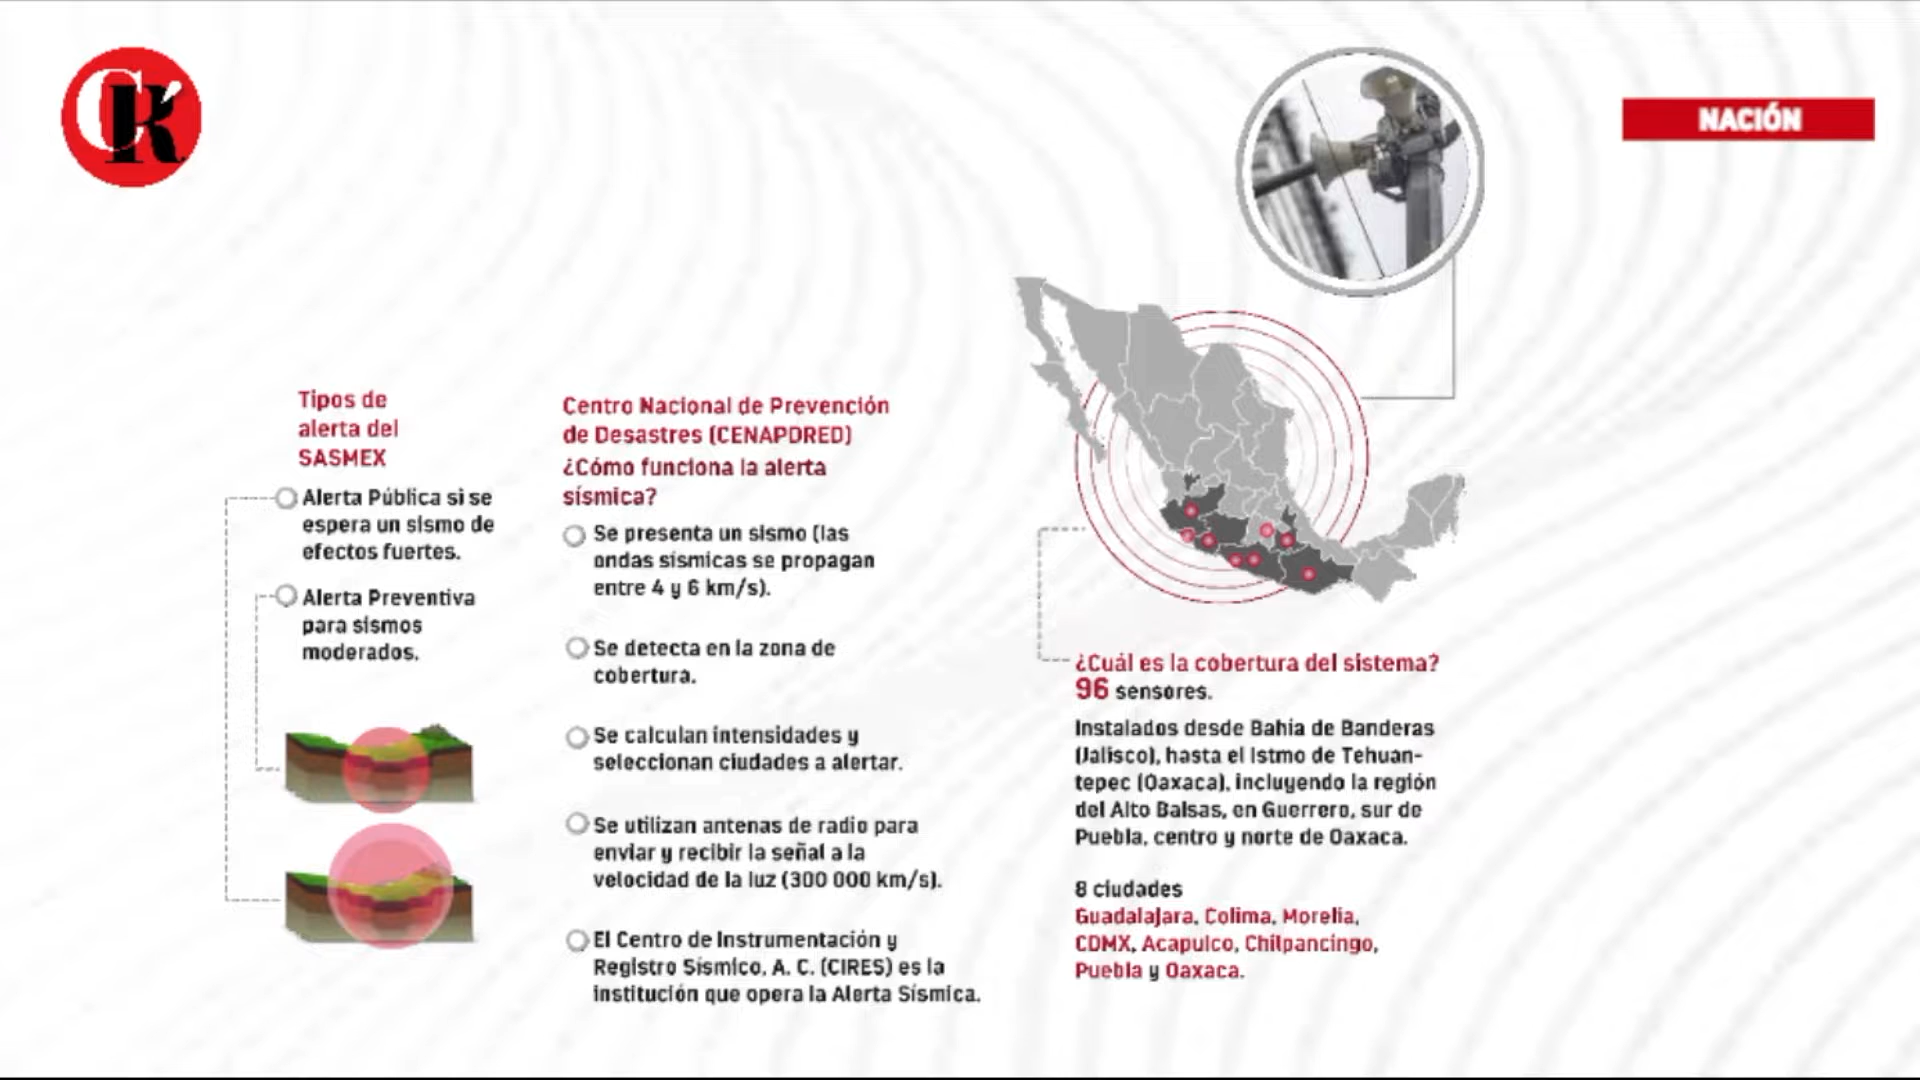 CK
NACIÓN
Tipos de
alerta del
SASMEX
Alerta Pública si se
espera un sismo de
efectos fuertes.
Alerta Preventiva
para sismos
moderados.
Centro Nacional de Prevención
de Desastres (CENAPDRED)
¿Cómo funciona la alerta
sísmica?
Se presenta un sismo (las
ondas sísmicas se propagan
entre 4 y 6 km/s).
Se detecta en la zona de
cobertura.
Se calculan intensidades y
seleccionan ciudades a alertar.
Se utilizan antenas de radio para
enviar y recibir la señal a la
velocidad de la luz (300 000 km/s).
El Centro de Instrumentación y
Registro Sísmico, A. C. (CIRES) es la
institución que opera la Alerta Sísmica.
¿Cuál es la cobertura del sistema?
96 sensores.
Instalados desde Bahía de Banderas
(Jalisco), hasta el Istmo de Tehuan-
tepec (Oaxaca), incluyendo la región
del Alto Balsas, en Guerrero, sur de
Puebla, centro y norte de Oaxaca.
8 ciudades
Guadalajara, Colima, Morelia,
CDMX, Acapulco, Chilpancingo,
Puebla y Oaxaca.